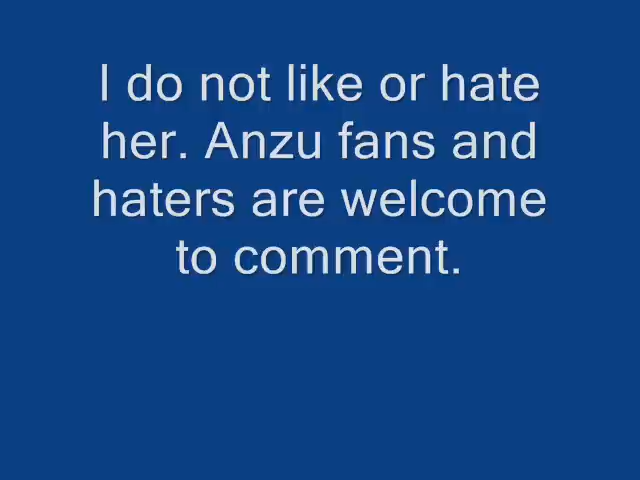 I do not like or hate
her. Anzu fans and
haters are welcome
to comment.